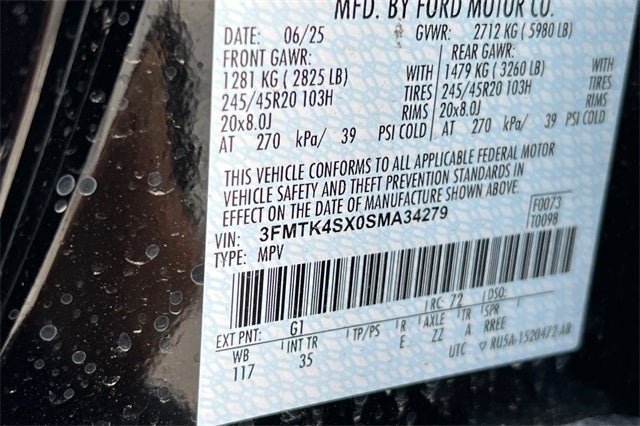 MFD. BY FORD MOTOR CO.
DATE: 06/25 GVWR: 2712 KG ( 5980 LB)
FRONT GAWR: REAR GAWR:
1281 KG ( 2825 LB) WITH 1479 KG ( 3260 LB) WITH
245/45R20 103H TIRES 245/45R20 103H TIRES
20x8.0J RIMS 20x8.0J RIMS
AT 270 kPa/ 39 PSI COLD AT 270 kPa/ 39 PSI COLD
THIS VEHICLE CONFORMS TO ALL APPLICABLE FEDERAL MOTOR
VEHICLE SAFETY AND THEFT PREVENTION STANDARDS IN
EFFECT ON THE DATE OF MANUFACTURE SHOWN ABOVE.
VIN: 3FMTK4SX0SMA34279 F0073
TYPE: MPV T0098
EXT PNT: G1 RC: 72 DSO:
WB INT TR TP/PS R AXLE TR SPR
117 35 E ZZ A RREE
UTC ▽ RU5A-1520472-AB